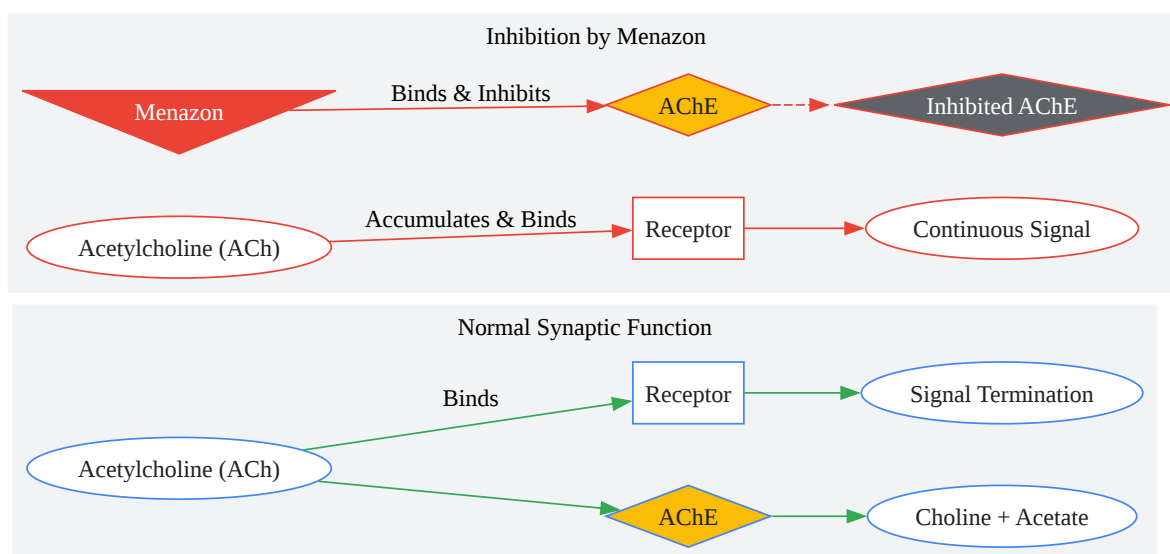 Inhibition by Menazon
Menazon
Binds & Inhibits
AChE
Inhibited AChE
Acetylcholine (ACh)
Accumulates & Binds
Receptor
Continuous Signal
Normal Synaptic Function
Acetylcholine (ACh)
Binds
Receptor
Signal Termination
AChE
Choline + Acetate